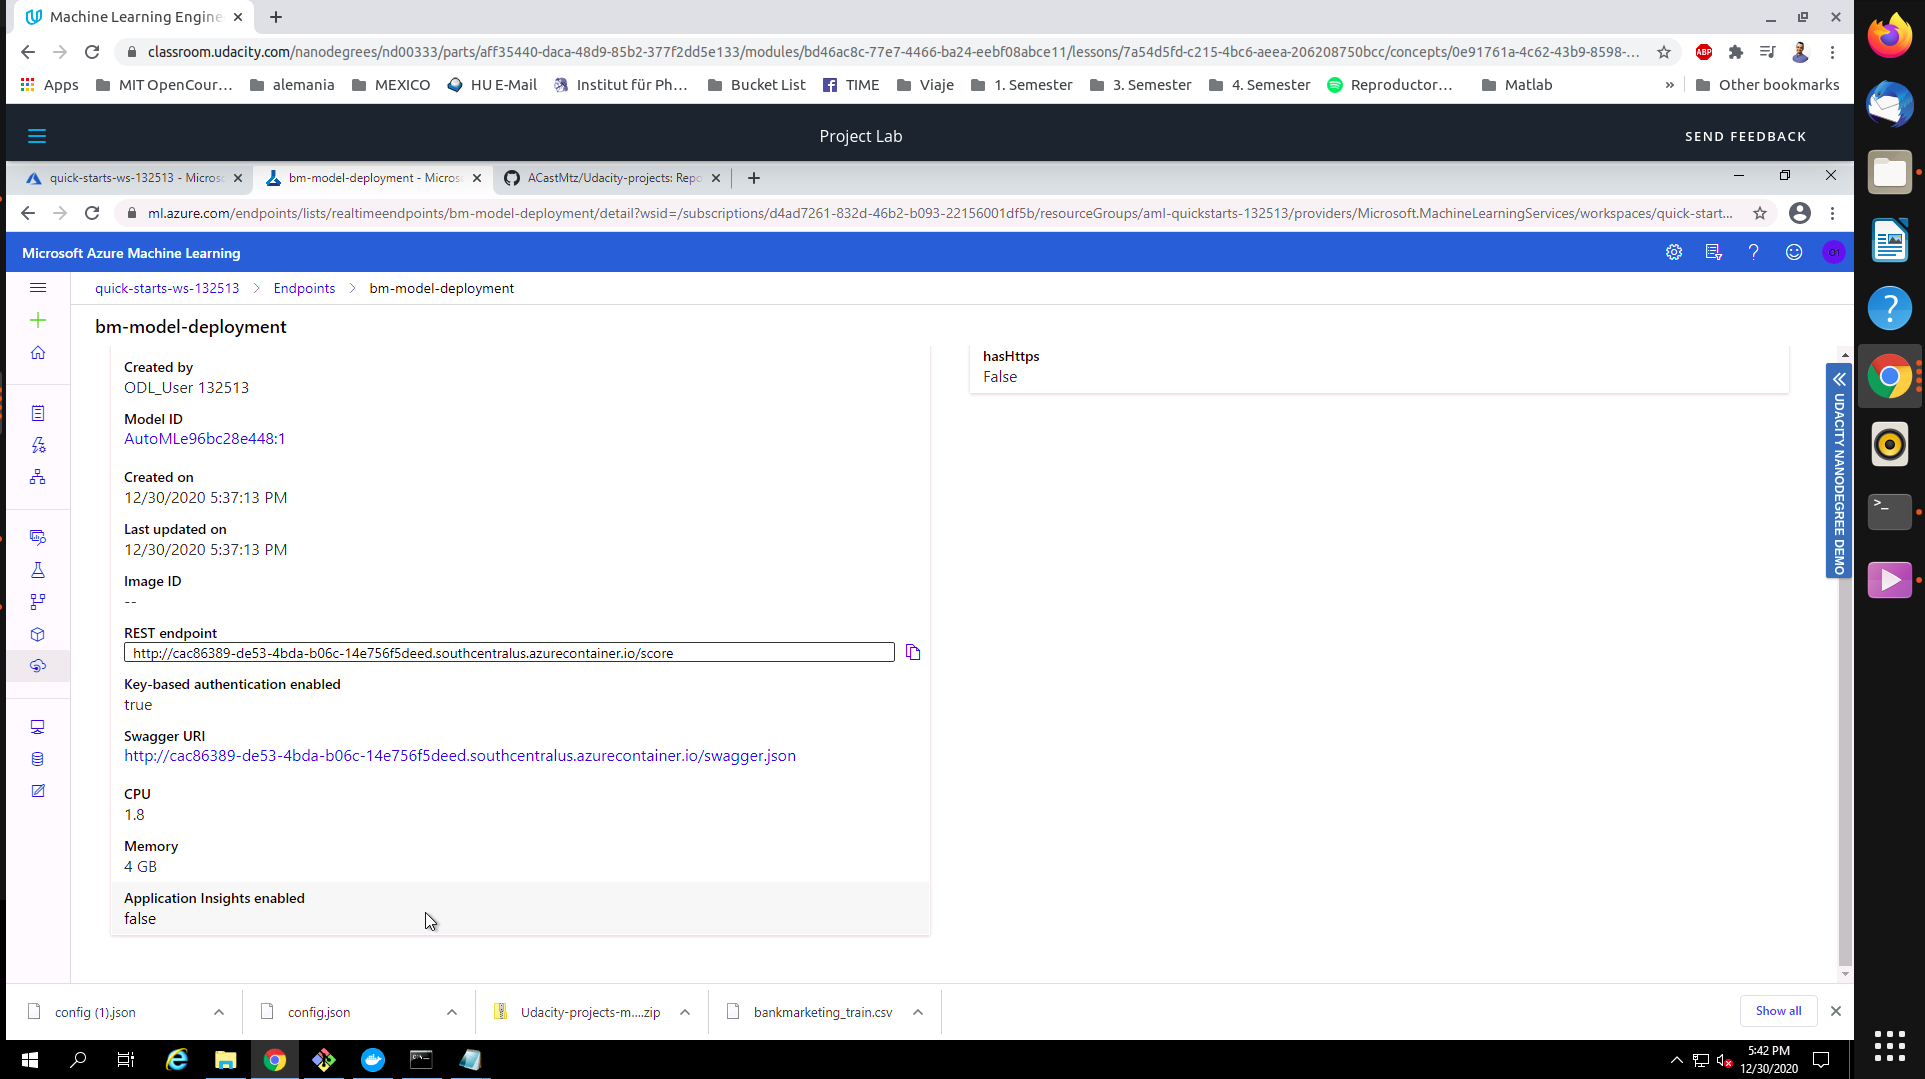 Machine Learning Engine
classroom.udacity.com/nanodegrees/nd00333/parts/aff35440-daca-48d9-85b2-377f2dd5e133/modules/bd46ac8c-77e7-4466-ba24-eebf08abce11/lessons/7a54d5fd-c215-4bc6-aeea-206208750bcc/concepts/0e91761a-4c62-43b9-8598-...
ABP
Apps MIT OpenCour... alemania MEXICO HU E-Mail Institut für Ph... Bucket List TIME Viaje 1. Semester 3. Semester 4. Semester Reproductor... Matlab » Other bookmarks
Project Lab
SEND FEEDBACK
quick-starts-ws-132513 - Micros
bm-model-deployment - Micros
ACastMtz/Udacity-projects: Repo
ml.azure.com/endpoints/lists/realtimeendpoints/bm-model-deployment/detail?wsid=/subscriptions/d4ad7261-832d-46b2-b093-22156001df5b/resourceGroups/aml-quickstarts-132513/providers/Microsoft.MachineLearningServices/workspaces/quick-start...
Microsoft Azure Machine Learning
quick-starts-ws-132513 > Endpoints > bm-model-deployment
bm-model-deployment
Created by
ODL_User 132513
Model ID
AutoMLe96bc28e448:1
Created on
12/30/2020 5:37:13 PM
Last updated on
12/30/2020 5:37:13 PM
Image ID
--
REST endpoint
http://cac86389-de53-4bda-b06c-14e756f5deed.southcentralus.azurecontainer.io/score
Key-based authentication enabled
true
Swagger URI
http://cac86389-de53-4bda-b06c-14e756f5deed.southcentralus.azurecontainer.io/swagger.json
CPU
1.8
Memory
4 GB
Application Insights enabled
false
hasHttps
False
UDACITY NANODEGREE DEMO
config (1).json
config.json
Udacity-projects-m....zip
bankmarketing_train.csv
Show all
5:42 PM
12/30/2020